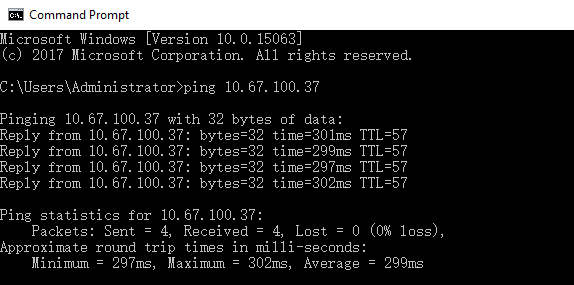 Command Prompt
Microsoft Windows [Version 10.0.15063]
(c) 2017 Microsoft Corporation. All rights reserved.
C:\Users\Administrator>ping 10.67.100.37
Pinging 10.67.100.37 with 32 bytes of data:
Reply from 10.67.100.37: bytes=32 time=301ms TTL=57
Reply from 10.67.100.37: bytes=32 time=299ms TTL=57
Reply from 10.67.100.37: bytes=32 time=297ms TTL=57
Reply from 10.67.100.37: bytes=32 time=302ms TTL=57
Ping statistics for 10.67.100.37:
Packets: Sent = 4, Received = 4, Lost = 0 (0% loss),
Approximate round trip times in milli-seconds:
Minimum = 297ms, Maximum = 302ms, Average = 299ms